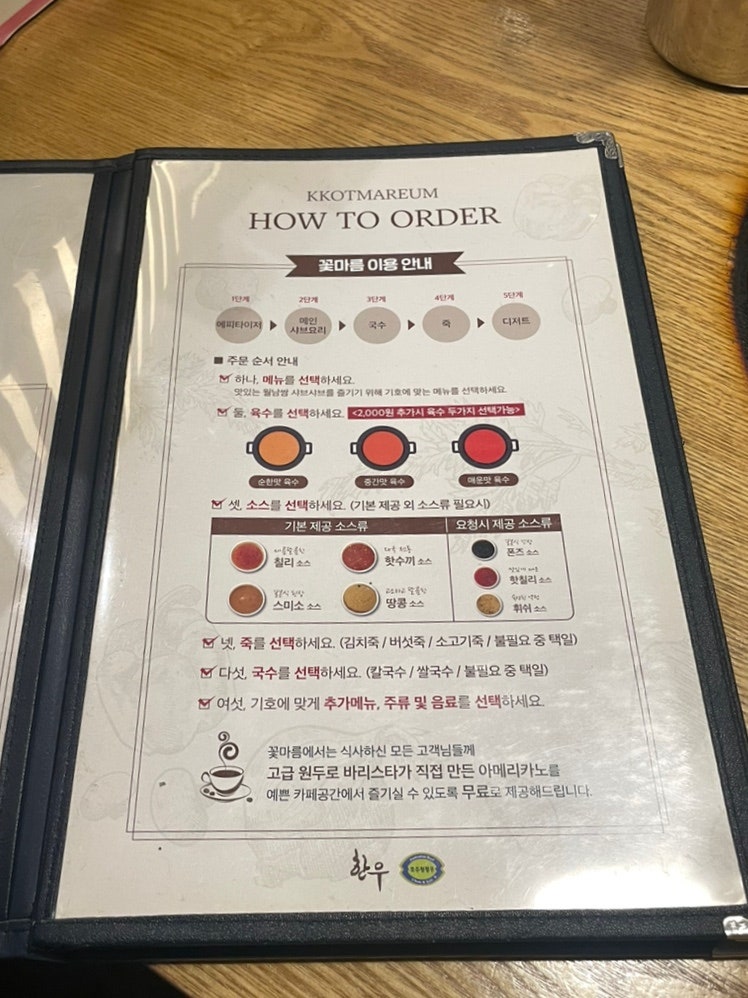 KKOTMAREUM
HOW TO ORDER
꽃마름 이용 안내
1단계 2단계 3단계 4단계 5단계
에피타이저 메인 샤브요리 국수 죽 디저트
■ 주문 순서 안내
하나, 메뉴를 선택하세요.
맛있는 월남쌈 샤브샤브를 즐기기 위해 기호에 맞는 메뉴를 선택하세요.
둘, 육수를 선택하세요. <2,000원 추가시 육수 두가지 선택가능>
순한맛 육수 중간맛 육수 매운맛 육수
셋, 소스를 선택하세요. (기본 제공 외 소스류 필요시)
기본 제공 소스류 요청시 제공 소스류
칠리 소스 핫수끼 소스 폰즈 소스
핫칠리 소스
스미소 소스 땅콩 소스 휘쉬 소스
넷, 죽를 선택하세요. (김치죽 / 버섯죽 / 소고기죽 / 불필요 중 택일)
다섯, 국수를 선택하세요. (칼국수 / 쌀국수 / 불필요 중 택일)
여섯, 기호에 맞게 추가메뉴, 주류 및 음료를 선택하세요.
꽃마름에서는 식사하신 모든 고객님들께
고급 원두로 바리스타가 직접 만든 아메리카노를
예쁜 카페공간에서 즐기실 수 있도록 무료로 제공해드립니다.
한우